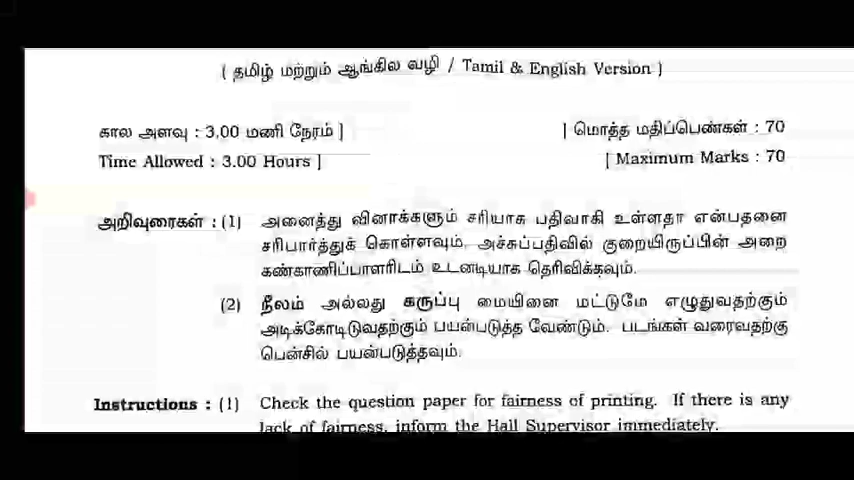 ( தமிழ் மற்றும் ஆங்கில வழி / Tamil & English Version )
கால அளவு : 3.00 மணி நேரம் ]
[ மொத்த மதிப்பெண்கள் : 70
Time Allowed : 3.00 Hours ]
[ Maximum Marks : 70
அறிவுரைகள் : (1) அனைத்து வினாக்களும் சரியாக பதிவாகி உள்ளதா என்பதனை
சரிபார்த்துக் கொள்ளவும். அச்சுப்பதிவில் குறையிருப்பின் அறை
கண்காணிப்பாளரிடம் உடனடியாக தெரிவிக்கவும்.
(2) நீலம் அல்லது கருப்பு மையினை மட்டுமே எழுதுவதற்கும்
அடிக்கோடிடுவதற்கும் பயன்படுத்த வேண்டும். படங்கள் வரைவதற்கு
பென்சில் பயன்படுத்தவும்.
Instructions : (1) Check the question paper for fairness of printing. If there is any
lack of fairness, inform the Hall Supervisor immediately.